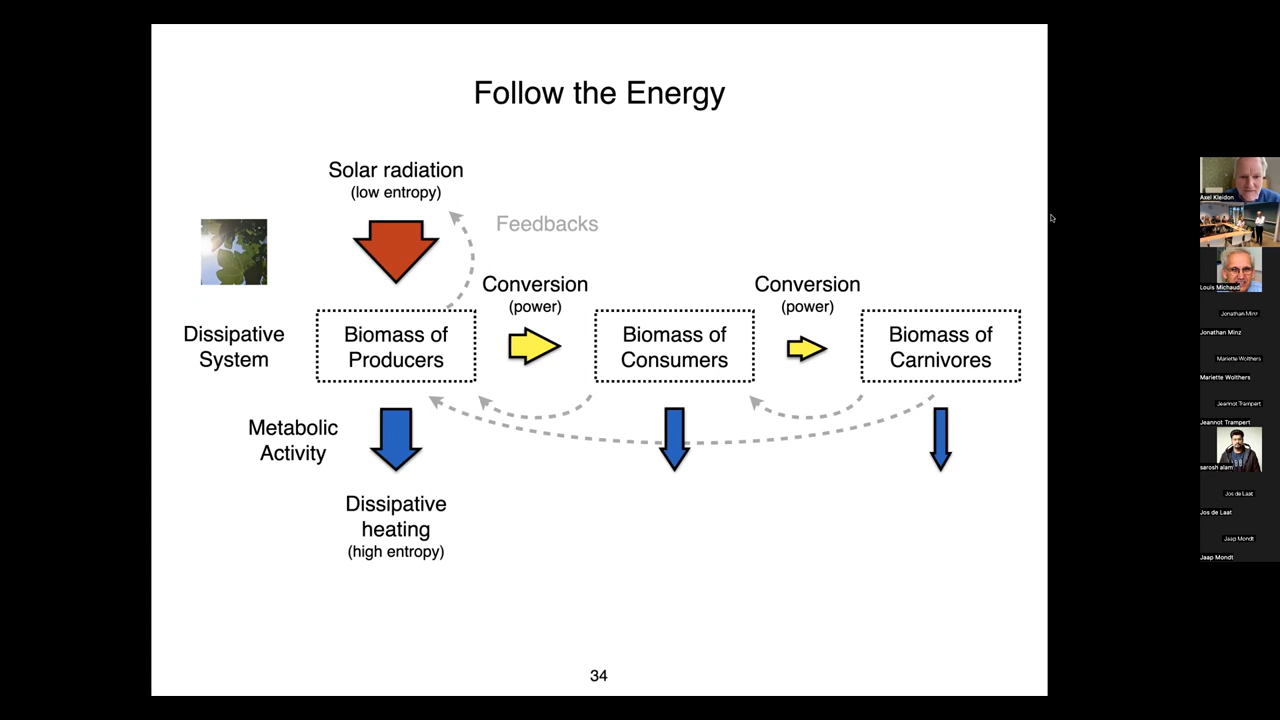 Follow the Energy
Solar radiation
(low entropy)
Feedbacks
Conversion
(power)
Conversion
(power)
Dissipative
System
Biomass of
Producers
Biomass of
Consumers
Biomass of
Carnivores
Metabolic
Activity
Dissipative
heating
(high entropy)
34
Axel Kleidon
Louis Michaud
Jonathan Minz
Jonathan Minz
Mariette Wolthers
Mariette Wolthers
Jeannot Trampert
Jeannot Trampert
sarosh alam
Jos de Laat
Jos de Laat
Jaap Mondt
Jaap Mondt